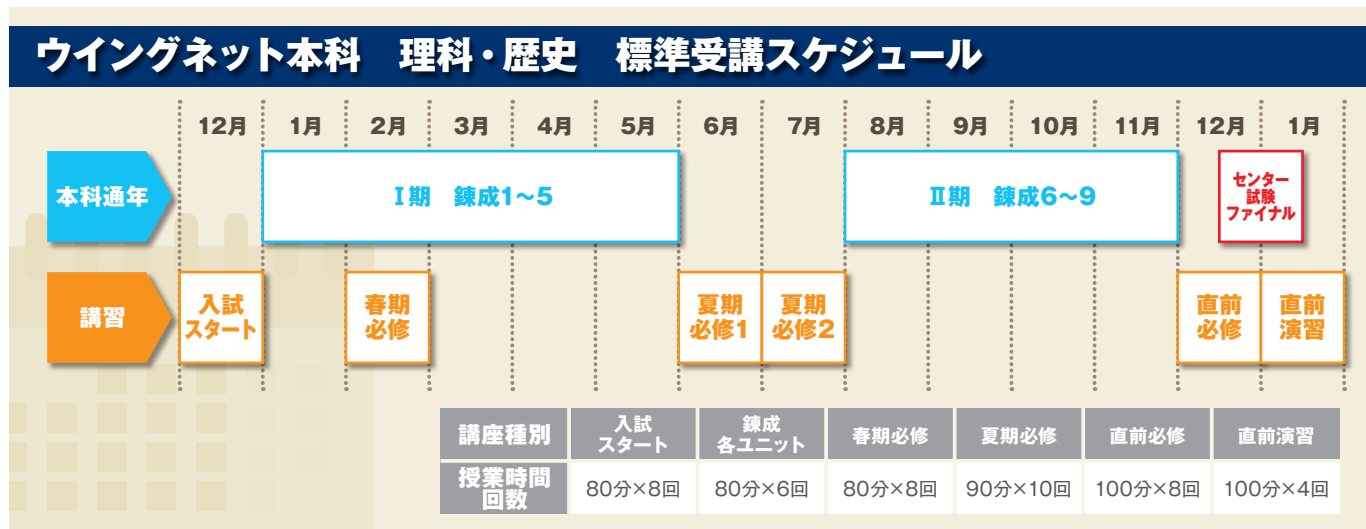 ウイングネット本科　理科・歴史　標準受講スケジュール
12月 1月 2月 3月 4月 5月 6月 7月 8月 9月 10月 11月 12月 1月
本科通年
Ⅰ期　錬成1〜5
Ⅱ期　錬成6〜9
センター
試験
ファイナル
講習
入試
スタート
春期
必修
夏期
必修1
夏期
必修2
直前
必修
直前
演習
講座種別
入試
スタート
錬成
各ユニット
春期必修
夏期必修
直前必修
直前演習
授業時間
回数
80分×8回
80分×6回
80分×8回
90分×10回
100分×8回
100分×4回